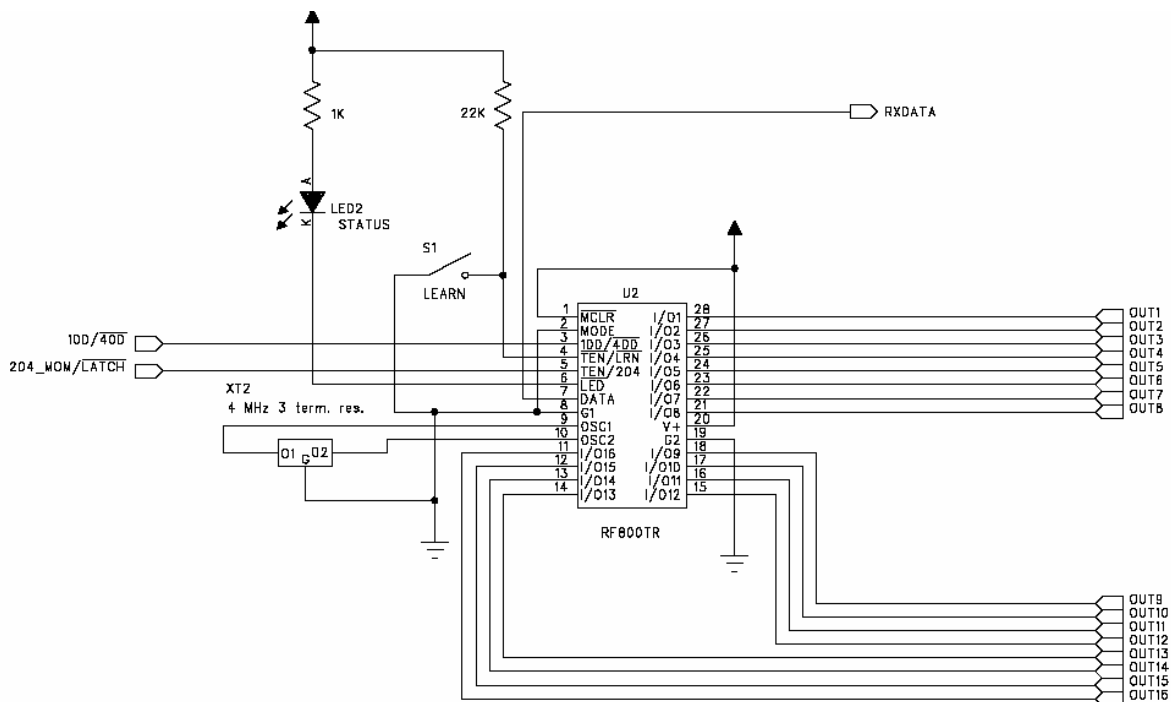 1K
22K
RXDATA
A
LED2
K
STATUS
S1
LEARN
U2
1 MCLR I/O1 28 OUT1
2 MODE I/O2 27 OUT2
10D/40D 3 10D/40D I/O3 26 OUT3
4 TEN/LRN I/O4 25 OUT4
204_MOM/LATCH 5 TEN/204 I/O5 24 OUT5
6 LED I/O6 23 OUT6
7 DATA I/O7 22 OUT7
8 G1 I/O8 21 OUT8
XT2
4 MHz 3 term. res.
9 OSC1 V+ 20
10 OSC2 G2 19
11 I/O16 I/O9 18
12 I/O15 I/O10 17
13 I/O14 I/O11 16
14 I/O13 I/O12 15
O1 G O2
RF800TR
OUT9
OUT10
OUT11
OUT12
OUT13
OUT14
OUT15
OUT16